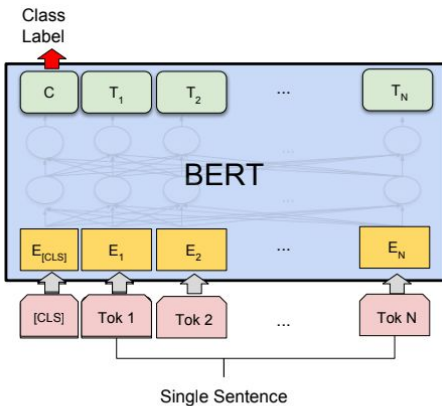 Class
Label
C T1 T2 ... TN
...
BERT
...
E[CLS] E1 E2 ... EN
[CLS] Tok 1 Tok 2 ... Tok N
Single Sentence